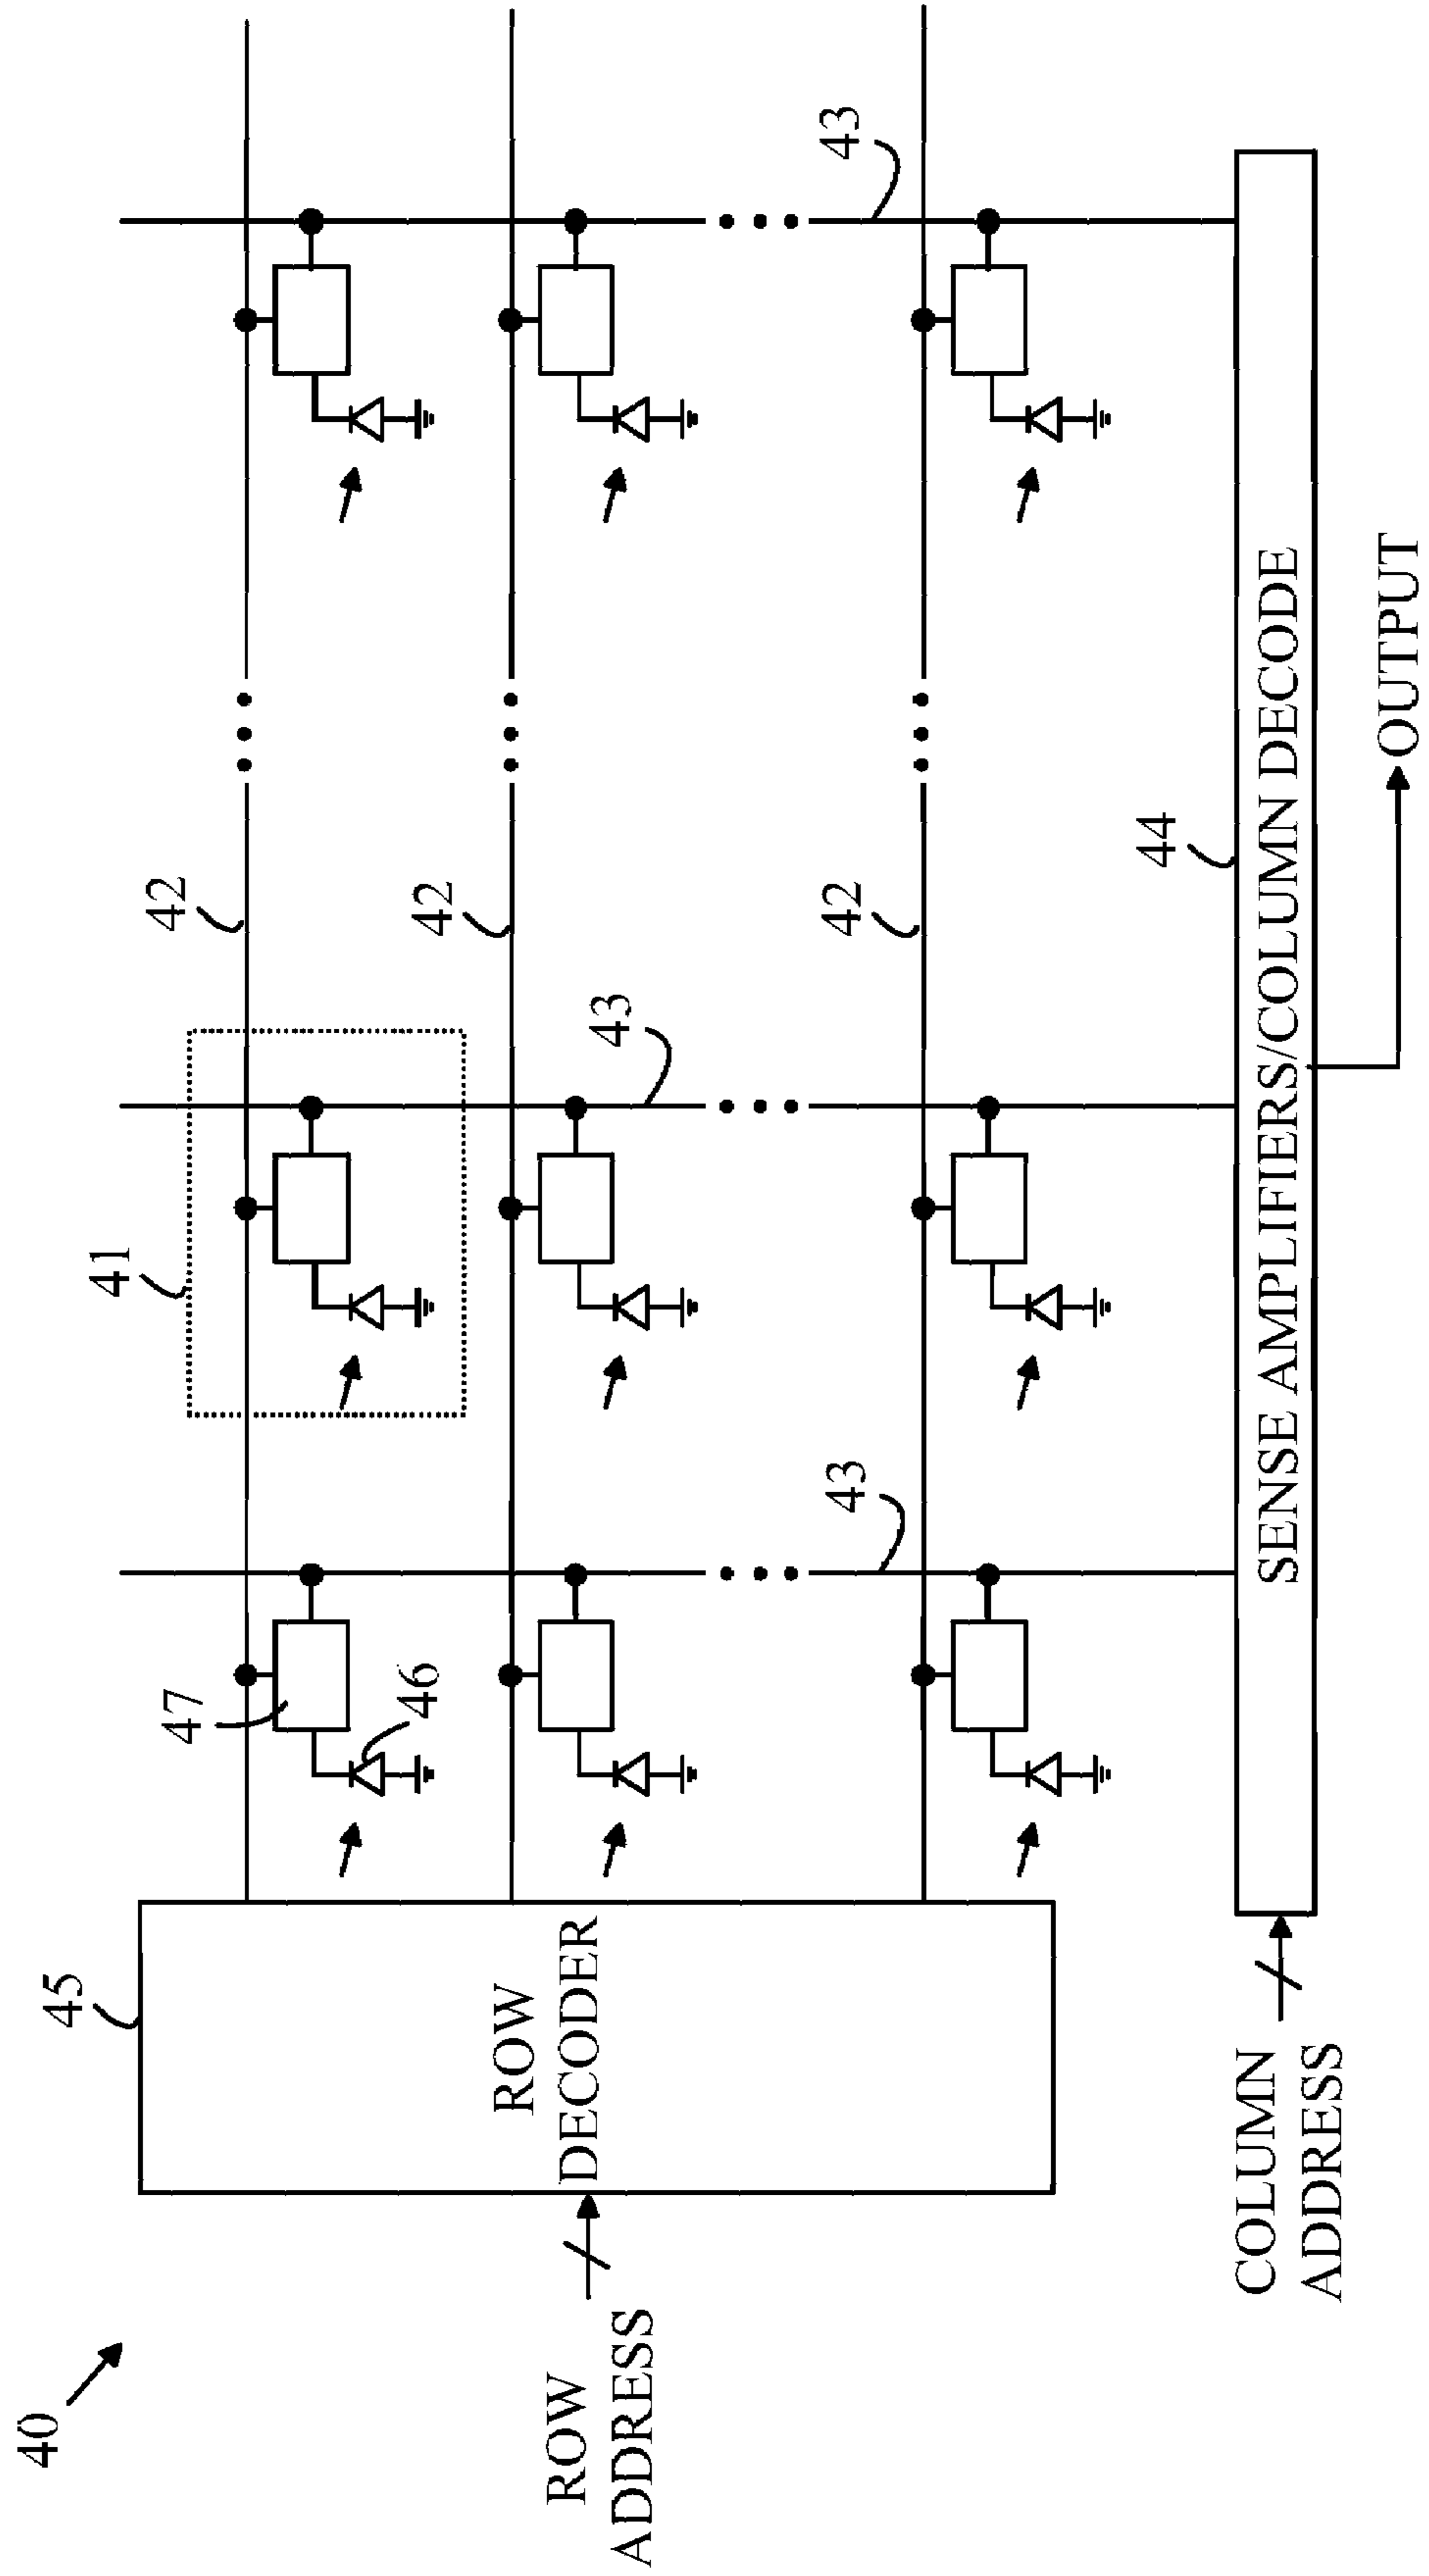 40
45
ROW
ADDRESS
ROW
DECODER
47
46
41
42
43
42
43
42
43
44
COLUMN
ADDRESS
SENSE AMPLIFIERS/COLUMN DECODE
OUTPUT